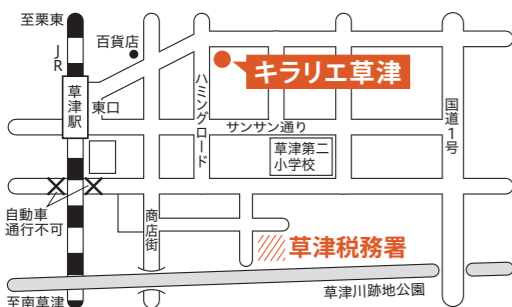 至栗東
JR
百貨店
キラリエ草津
草津駅
東口
ハミングロード
サンサン通り
草津第二
小学校
国道1号
自動車
通行不可
商店街
草津税務署
草津川跡地公園
至南草津